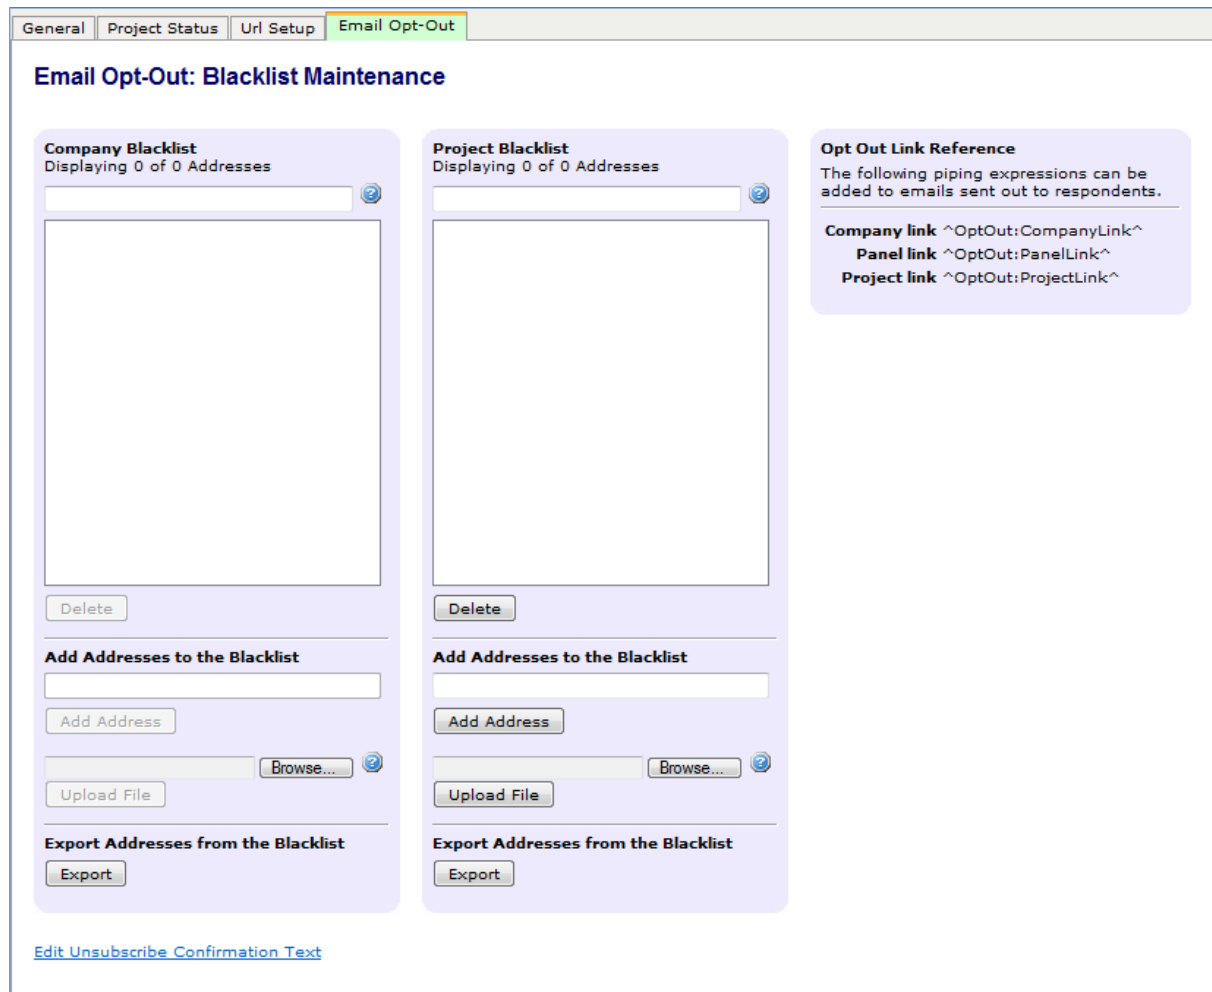 General
Project Status
Url Setup
Email Opt-Out
Email Opt-Out: Blacklist Maintenance
Company Blacklist
Displaying 0 of 0 Addresses
?
Delete
Add Addresses to the Blacklist
Add Address
Browse...
?
Upload File
Export Addresses from the Blacklist
Export
Project Blacklist
Displaying 0 of 0 Addresses
?
Delete
Add Addresses to the Blacklist
Add Address
Browse...
?
Upload File
Export Addresses from the Blacklist
Export
Opt Out Link Reference
The following piping expressions can be
added to emails sent out to respondents.
Company link ^OptOut:CompanyLink^
Panel link ^OptOut:PanelLink^
Project link ^OptOut:ProjectLink^
Edit Unsubscribe Confirmation Text